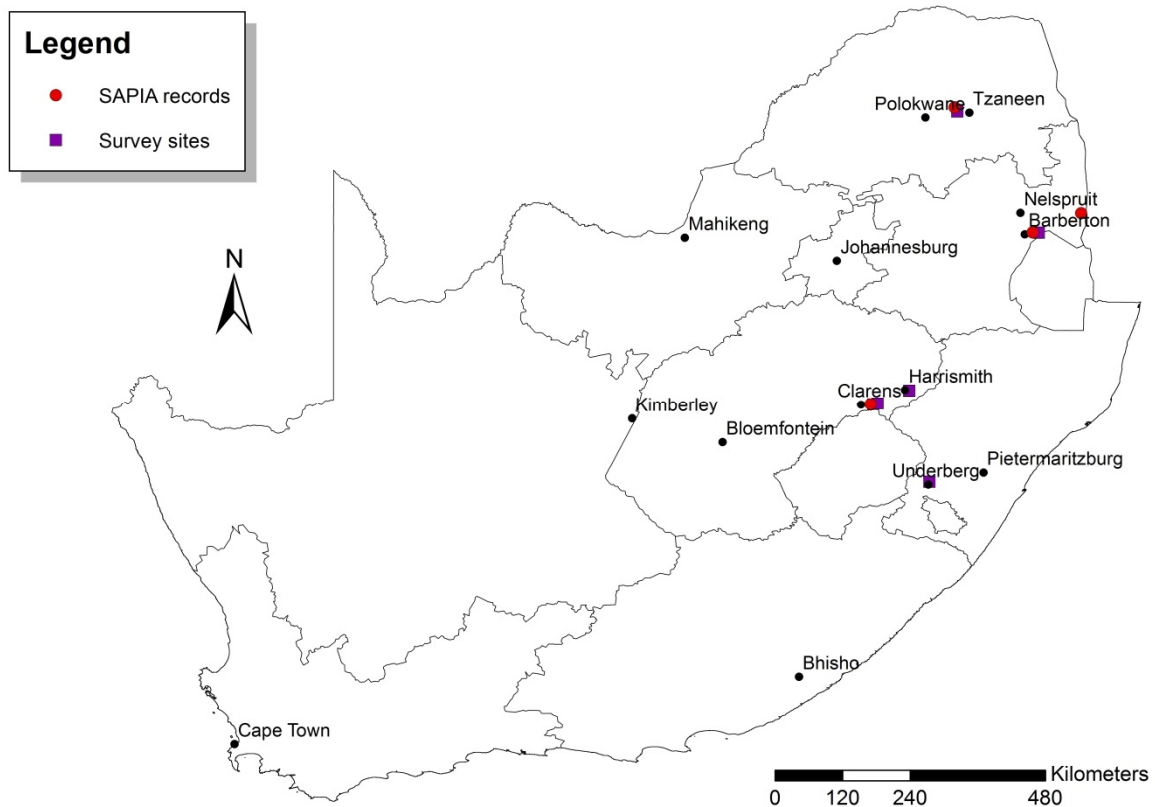 Legend
SAPIA records
Survey sites
N
Polokwane
Tzaneen
Nelspruit
Barberton
Mahikeng
Johannesburg
Harrismith
Clarens
Kimberley
Bloemfontein
Pietermaritzburg
Underberg
Bhisho
Cape Town
Kilometers
0 120 240 480